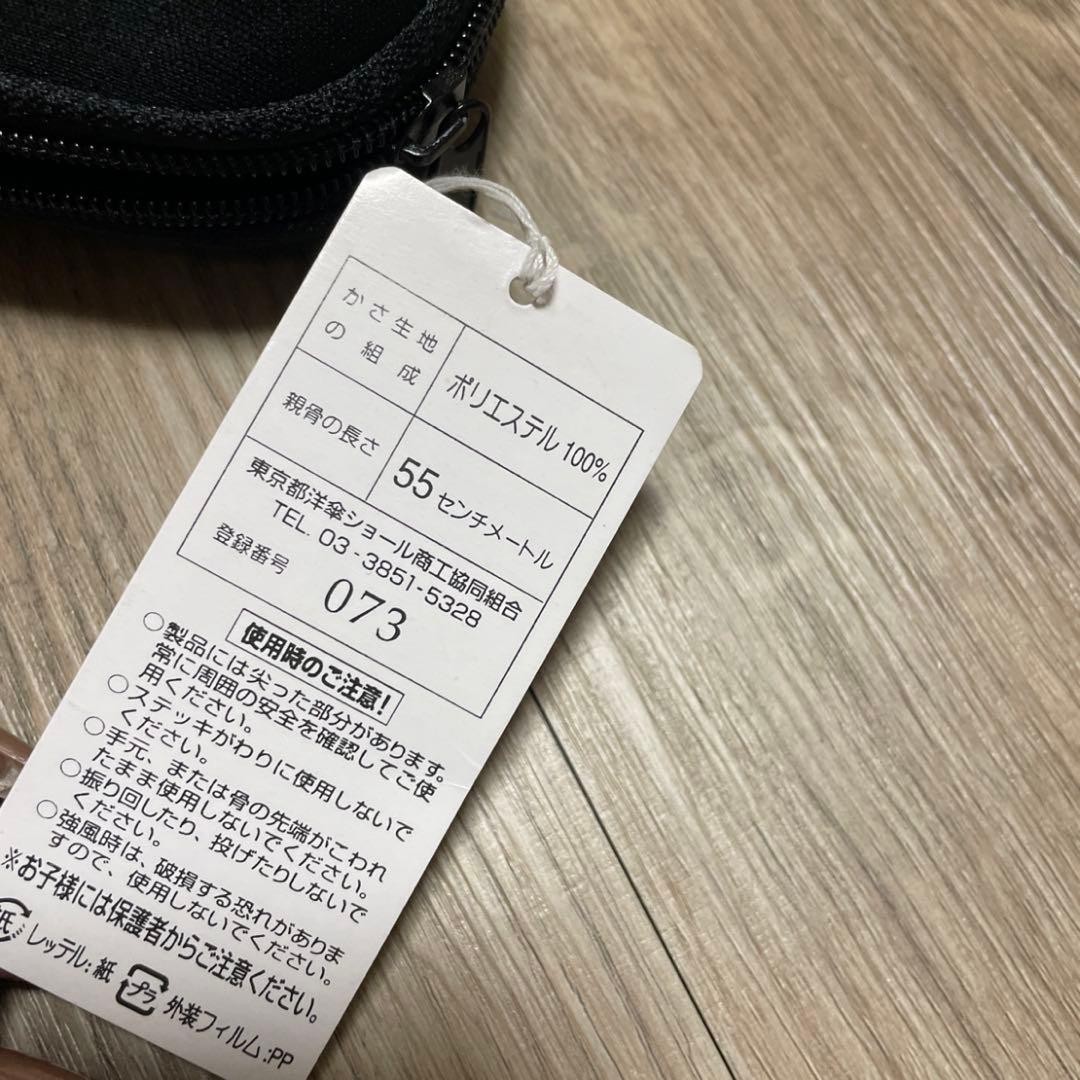 かさ生地
の組成
ポリエステル 100%
親骨の長さ
55センチメートル
東京都洋傘ショール商工協同組合
TEL. 03-3851-5328
登録番号 073
使用時のご注意!
○製品には尖った部分があります。
常に周囲の安全を確認してご使
用ください。
○ステッキがわりに使用しないで
ください。
○手元、または骨の先端がこわれ
たまま使用しないでください。
○振り回したり、投げたりしないで
ください。
○強風時は、破損する恐れがありま
すので、使用しないでください。
※お子様には保護者からご注意ください。
紙 レッテル:紙 プラ 外装フィルム:PP